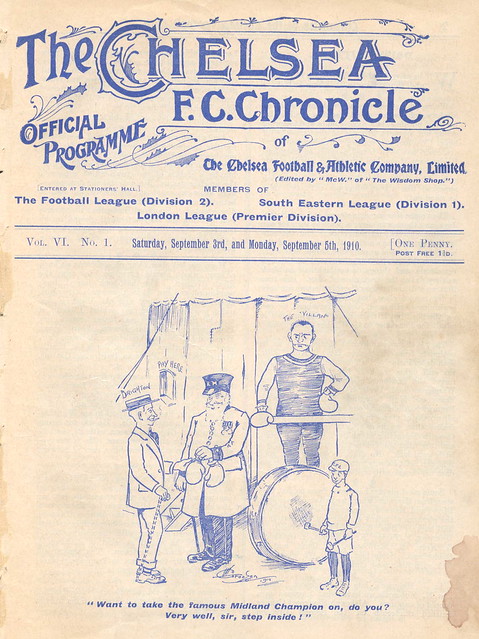 The CHELSEA
F.C. Chronicle
OFFICIAL
PROGRAMME
of
The Chelsea Football & Athletic Company, Limited.
(Edited by "McW." of "The Wisdom Shop.")
[ENTERED AT STATIONERS' HALL.]
MEMBERS OF
The Football League (Division 2). South Eastern League (Division 1).
London League (Premier Division).
VOL. VI. No. 1. Saturday, September 3rd, and Monday, September 5th, 1910. [ONE PENNY.
POST FREE 1½D.
THE "VILLAIN"
PAY HERE
"Want to take the famous Midland Champion on, do you?
Very well, sir, step inside!"